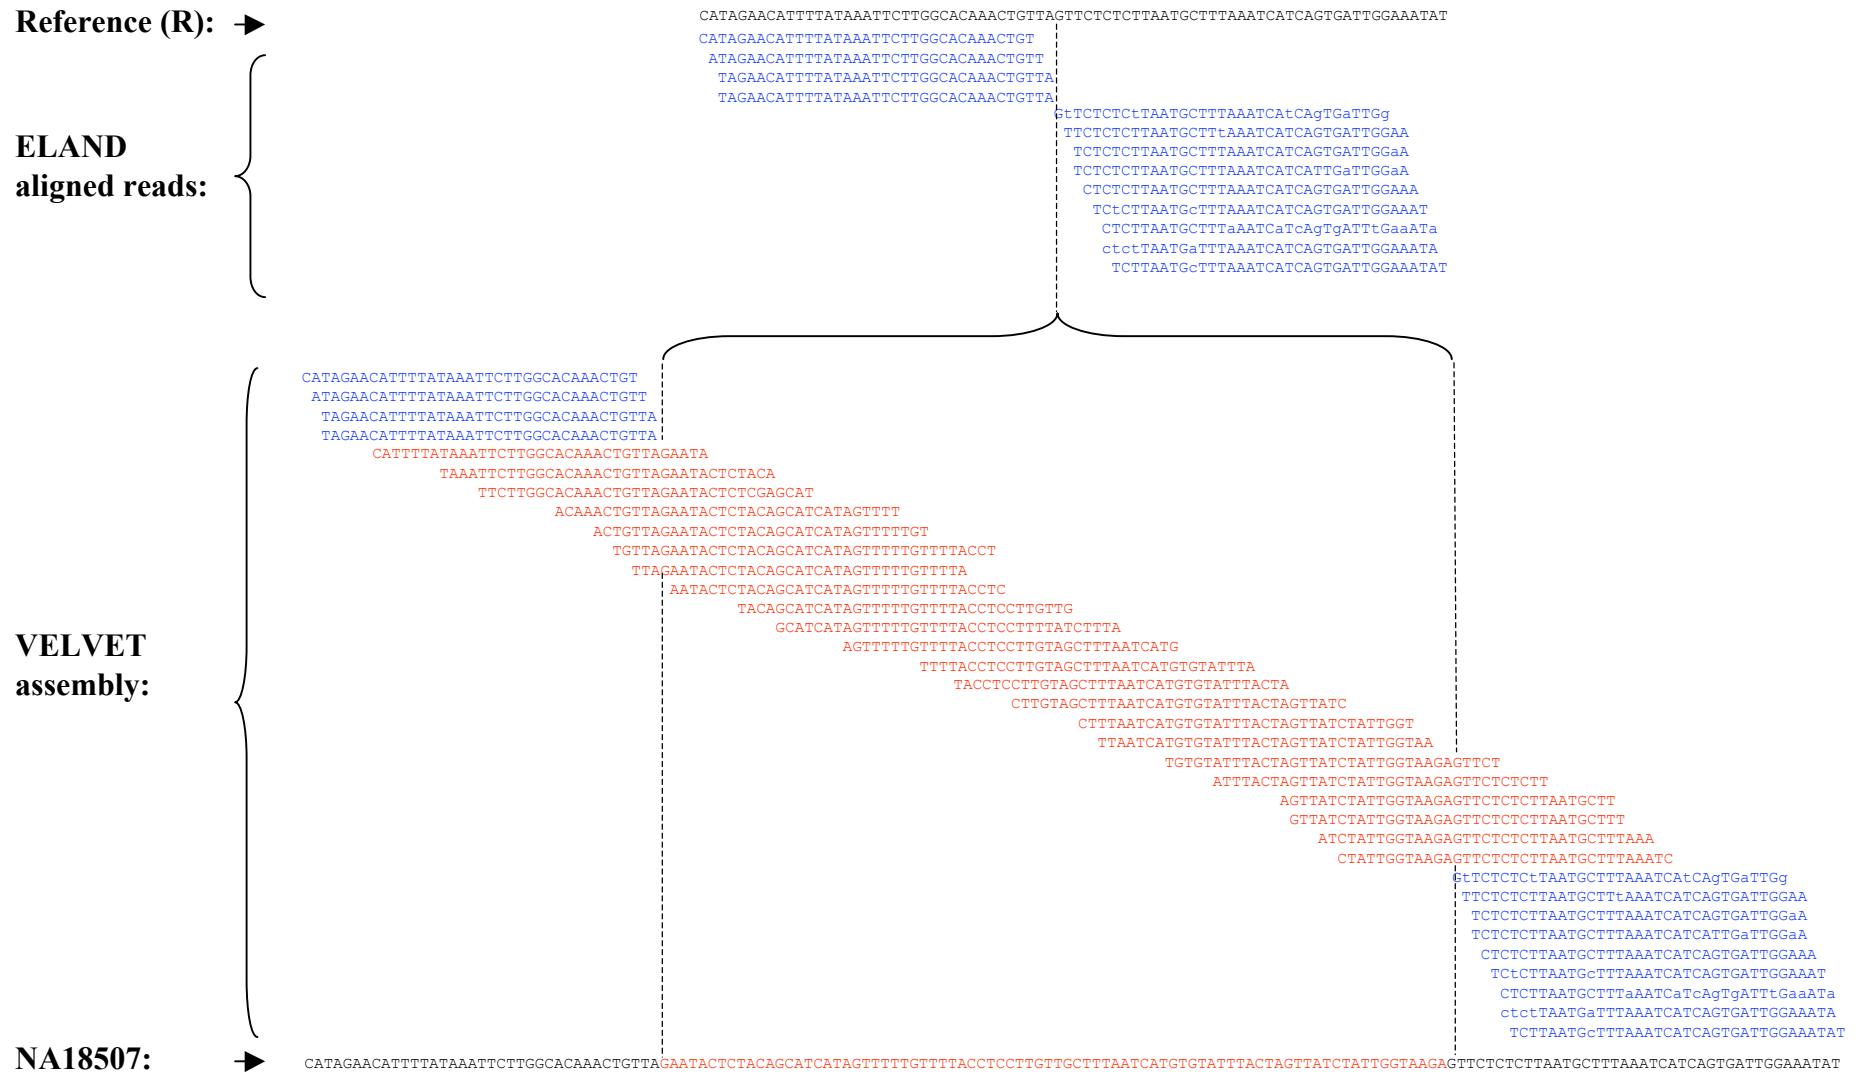 Reference (R):
CATAGAACATTTTATAAATTCTTGGCACAAACTGTTAGTTCTCTCTTAATGCTTTAAATCATCAGTGATTGGAAATAT
CATAGAACATTTTATAAATTCTTGGCACAAACTGT
ATAGAACATTTTATAAATTCTTGGCACAAACTGTT
TAGAACATTTTATAAATTCTTGGCACAAACTGTTA
TAGAACATTTTATAAATTCTTGGCACAAACTGTTA
ELAND
aligned reads:
GtTCTCTCtTAATGCTTTAAATCAtCAgTGaTTGg
TTCTCTCTTAATGCTTtAAATCATCAGTGATTGGAA
TCTCTCTTAATGCTTTAAATCATCAGTGATTGGaA
TCTCTCTTAATGCTTTAAATCATCATTGaTTGGaA
CTCTCTTAATGCTTTAAATCATCAGTGATTGGAAA
TCtCTTAATGcTTTAAATCATCAGTGATTGGAAAT
CTCTTAATGCTTTaAATCaTcAgTgATTtGaaATa
ctctTAATGaTTTAAATCATCAGTGATTGGAAATA
TCTTAATGcTTTAAATCATCAGTGATTGGAAATAT
VELVET
assembly:
CATAGAACATTTTATAAATTCTTGGCACAAACTGT
ATAGAACATTTTATAAATTCTTGGCACAAACTGTT
TAGAACATTTTATAAATTCTTGGCACAAACTGTTA
TAGAACATTTTATAAATTCTTGGCACAAACTGTTA
CATTTTATAAATTCTTGGCACAAACTGTTAGAATA
TAAATTCTTGGCACAAACTGTTAGAATACTCTACA
TTCTTGGCACAAACTGTTAGAATACTCTCGAGCAT
ACAAACTGTTAGAATACTCTACAGCATCATAGTTTT
ACTGTTAGAATACTCTACAGCATCATAGTTTTTGT
TGTTAGAATACTCTACAGCATCATAGTTTTTGTTTTACCT
TTAGAATACTCTACAGCATCATAGTTTTTGTTTTA
AATACTCTACAGCATCATAGTTTTTGTTTTACCTC
TACAGCATCATAGTTTTTGTTTTACCTCCTTGTTG
GCATCATAGTTTTTGTTTTACCTCCTTTTATCTTTA
AGTTTTTGTTTTACCTCCTTGTAGCTTTAATCATG
TTTTACCTCCTTGTAGCTTTAATCATGTGTATTTA
TACCTCCTTGTAGCTTTAATCATGTGTATTTACTA
CTTGTAGCTTTAATCATGTGTATTTACTAGTTATC
CTTTAATCATGTGTATTTACTAGTTATCTATTGGT
TTAATCATGTGTATTTACTAGTTATCTATTGGTAA
TGTGTATTTACTAGTTATCTATTGGTAAGAGTTCT
ATTTACTAGTTATCTATTGGTAAGAGTTCTCTCTT
AGTTATCTATTGGTAAGAGTTCTCTCTTAATGCTT
GTTATCTATTGGTAAGAGTTCTCTCTTAATGCTTT
ATCTATTGGTAAGAGTTCTCTCTTAATGCTTTAAA
CTATTGGTAAGAGTTCTCTCTTAATGCTTTAAATC
GtTCTCTCtTAATGCTTTAAATCAtCAgTGaTTGg
TTCTCTCTTAATGCTTtAAATCATCAGTGATTGGAA
TCTCTCTTAATGCTTTAAATCATCAGTGATTGGaA
TCTCTCTTAATGCTTTAAATCATCATTGaTTGGaA
CTCTCTTAATGCTTTAAATCATCAGTGATTGGAAA
TCtCTTAATGcTTTAAATCATCAGTGATTGGAAAT
CTCTTAATGCTTTaAATCaTcAgTgATTtGaaATa
ctctTAATGaTTTAAATCATCAGTGATTGGAAATA
TCTTAATGcTTTAAATCATCAGTGATTGGAAATAT
NA18507:
CATAGAACATTTTATAAATTCTTGGCACAAACTGTTAGAATACTCTACAGCATCATAGTTTTTGTTTTACCTCCTTGTTGCTTTAATCATGTGTATTTACTAGTTATCTATTGGTAAGAGTTCTCTCTTAATGCTTTAAATCATCAGTGATTGGAAATAT